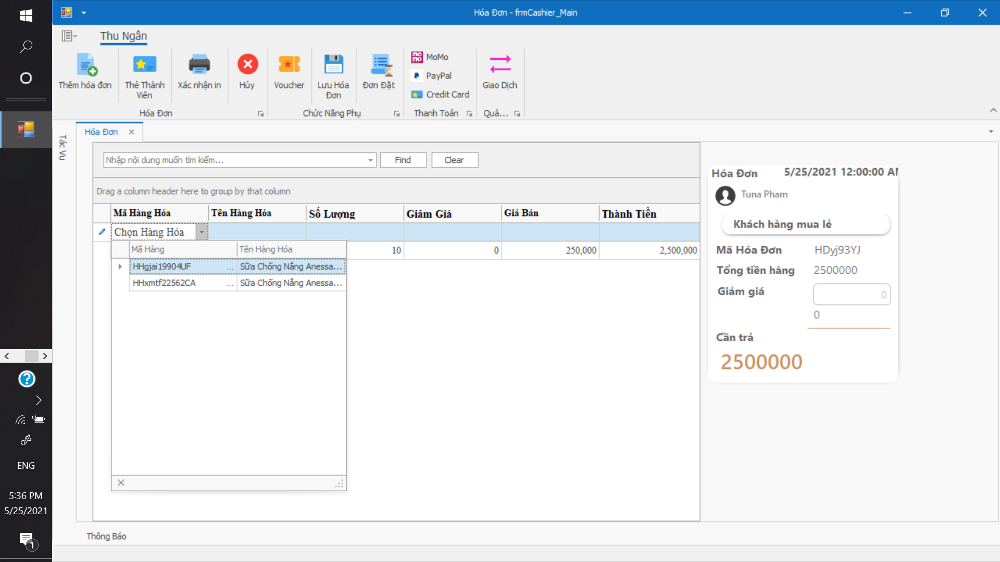 Hóa Đơn - frmCashier_Main
Thu Ngân
Thêm hóa đơn
Thẻ Thành
Viên
Xác nhận in
Hủy
Voucher
Lưu Hóa
Đơn
Đơn Đặt
MoMo
PayPal
Credit Card
Giao Dịch
Hóa Đơn
Chức Năng Phụ
Thanh Toán
Quả...
Tác Vụ
Hóa Đơn
Nhập nội dung muốn tìm kiếm...
Find
Clear
Drag a column header here to group by that column
Mã Hàng Hóa Tên Hàng Hóa Số Lượng Giảm Giá Giá Bán Thành Tiền
Chọn Hàng Hóa
10 0 250,000 2,500,000
Mã Hàng Tên Hàng Hóa
HHgjai19904UF ... Sữa Chống Nắng Anessa...
HHxmtf22562CA ... Sữa Chống Nắng Anessa...
Hóa Đơn 5/25/2021 12:00:00
Tuna Pham
Khách hàng mua lẻ
Mã Hóa Đơn HDyj93YJ
Tổng tiền hàng 2500000
Giảm giá 0
0
Cần trả
2500000
Thông Báo
ENG
5:36 PM
5/25/2021
1